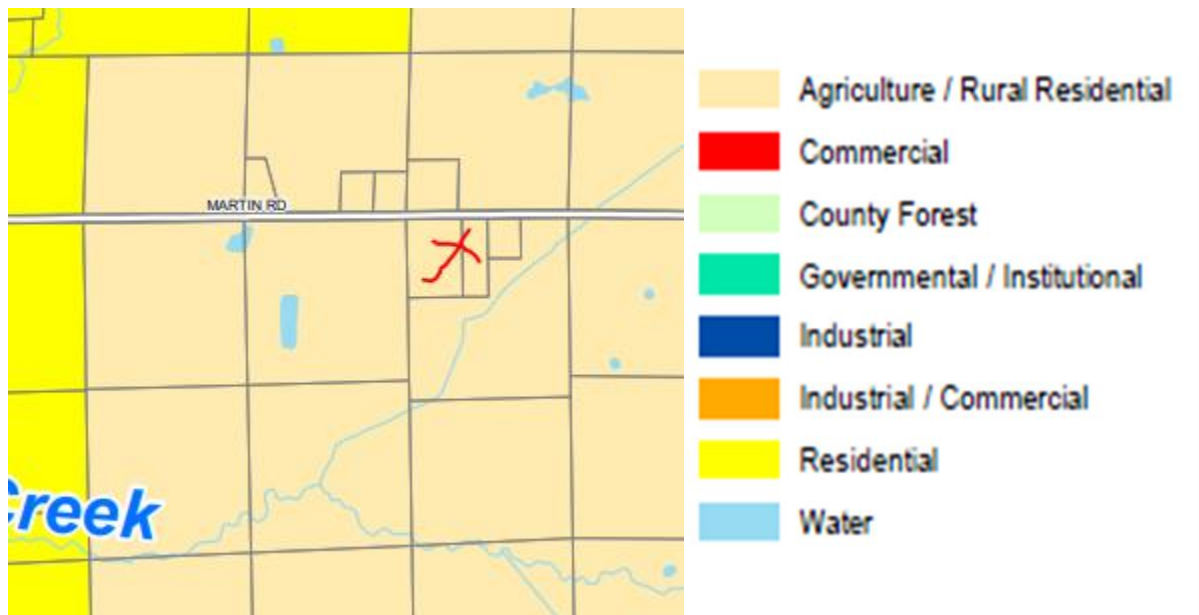 MARTIN RD
Creek
Agriculture / Rural Residential
Commercial
County Forest
Governmental / Institutional
Industrial
Industrial / Commercial
Residential
Water